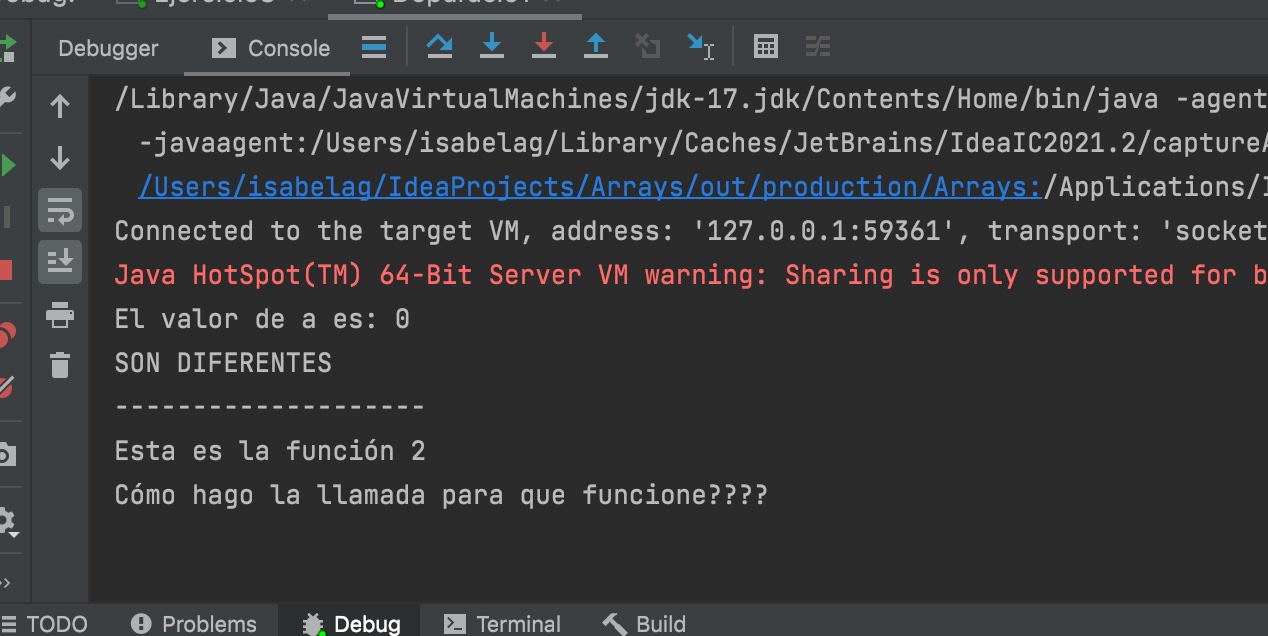 Debugger Console
/Library/Java/JavaVirtualMachines/jdk-17.jdk/Contents/Home/bin/java -agent
-javaagent:/Users/isabelag/Library/Caches/JetBrains/IdeaIC2021.2/capture
/Users/isabelag/IdeaProjects/Arrays/out/production/Arrays:/Applications/
Connected to the target VM, address: '127.0.0.1:59361', transport: 'socket
Java HotSpot(TM) 64-Bit Server VM warning: Sharing is only supported for b
El valor de a es: 0
SON DIFERENTES
--------------------
Esta es la función 2
Cómo hago la llamada para que funcione????
TODO Problems Debug Terminal Build